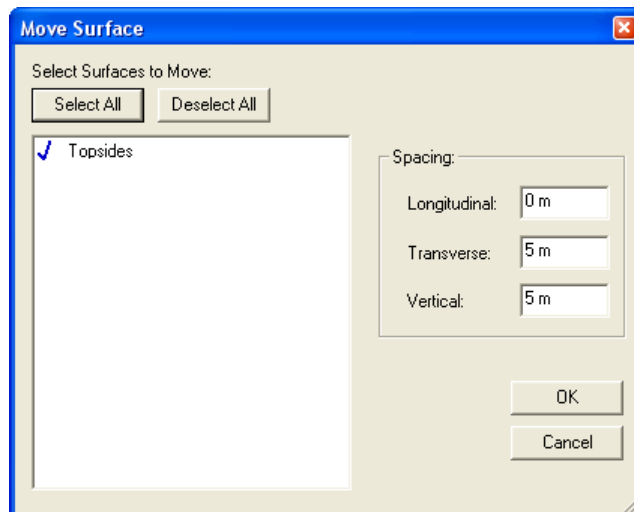 Move Surface
Select Surfaces to Move:
Select All Deselect All
Topsides
Spacing:
Longitudinal: 0 m
Transverse: 5 m
Vertical: 5 m
OK
Cancel